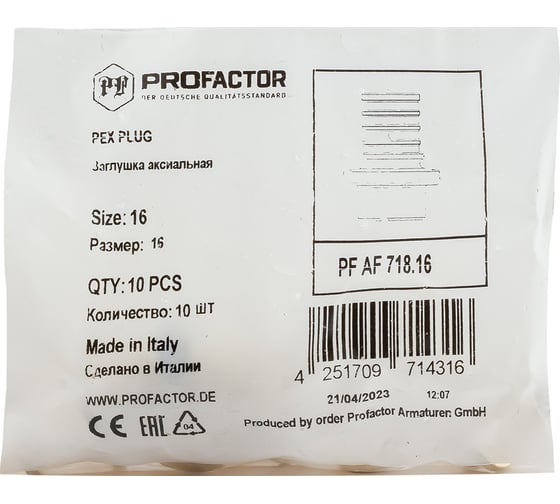 PF PROFACTOR
DER DEUTSCHE QUALITÄTSSTANDARD
PEX PLUG
Заглушка аксиальная
Size: 16
Размер: 16
QTY: 10 PCS
Количество: 10 шт
Made in Italy
Сделано в Италии
WWW.PROFACTOR.DE
CE EAC 04
PF AF 718.16
4 251709 714316
21/04/2023 12:07
Produced by order Profactor Armaturen GmbH